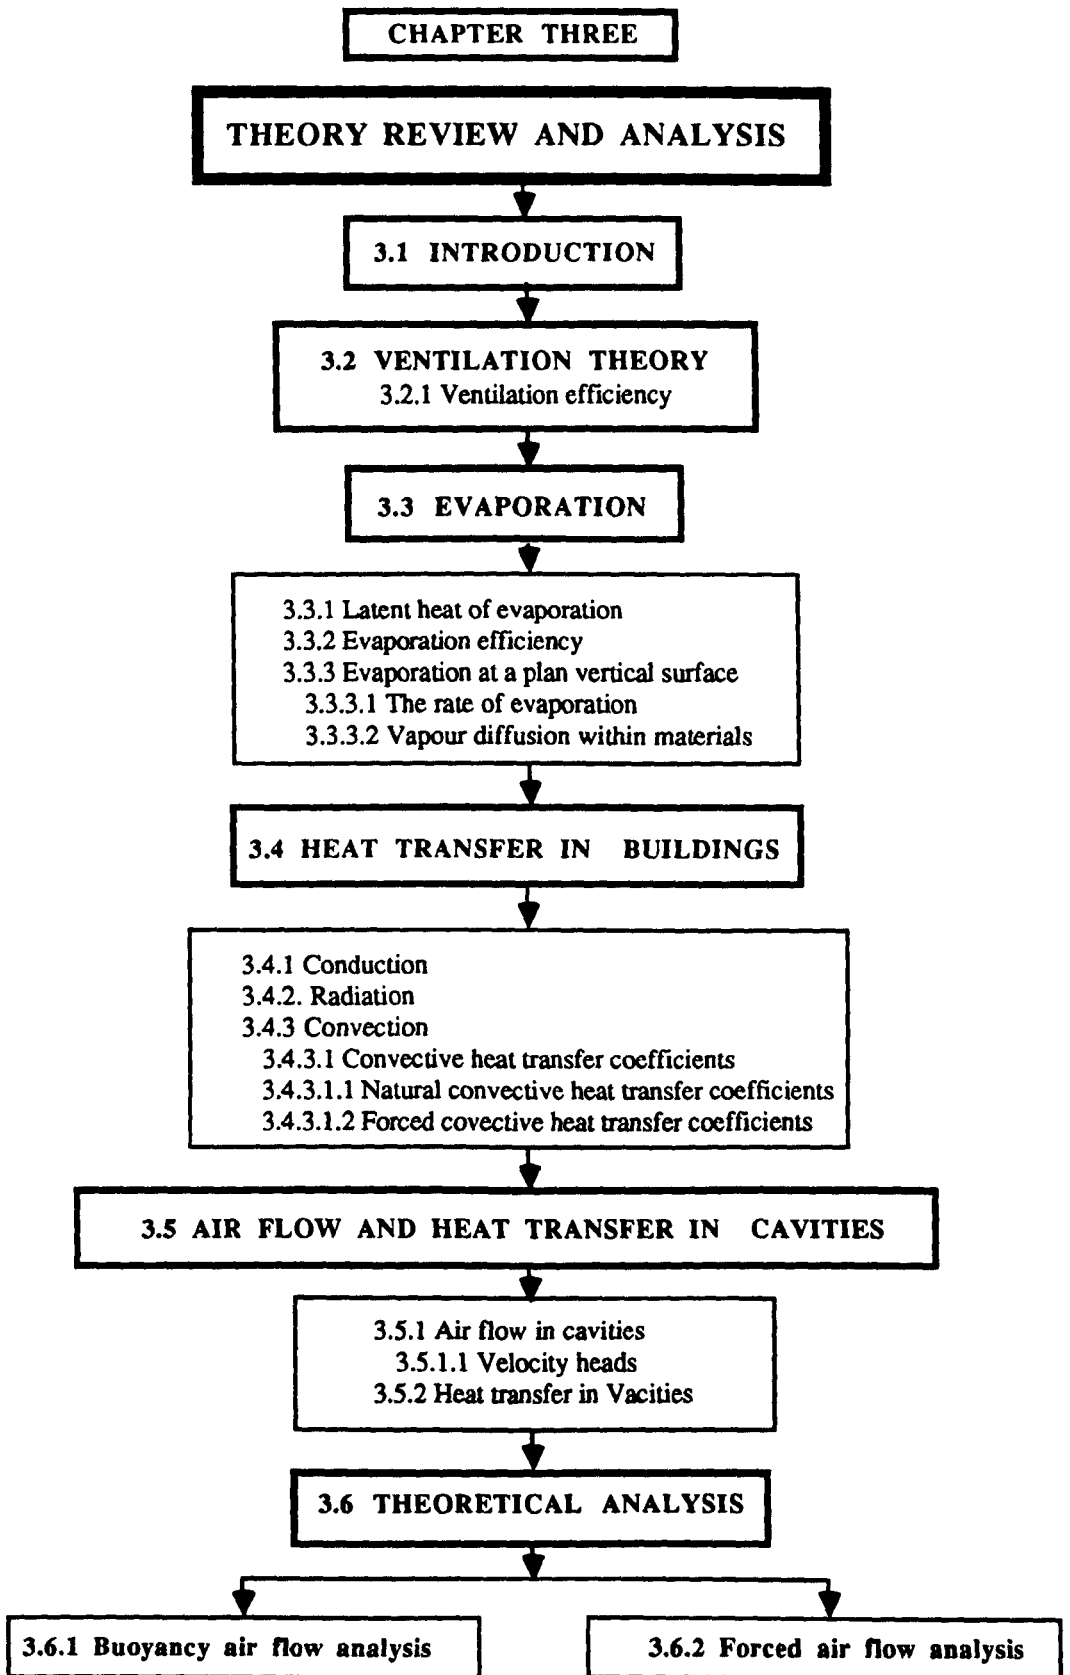 CHAPTER THREE
THEORY REVIEW AND ANALYSIS
3.1 INTRODUCTION
3.2 VENTILATION THEORY
3.2.1 Ventilation efficiency
3.3 EVAPORATION
3.3.1 Latent heat of evaporation
3.3.2 Evaporation efficiency
3.3.3 Evaporation at a plan vertical surface
3.3.3.1 The rate of evaporation
3.3.3.2 Vapour diffusion within materials
3.4 HEAT TRANSFER IN BUILDINGS
3.4.1 Conduction
3.4.2. Radiation
3.4.3 Convection
3.4.3.1 Convective heat transfer coefficients
3.4.3.1.1 Natural convective heat transfer coefficients
3.4.3.1.2 Forced covective heat transfer coefficients
3.5 AIR FLOW AND HEAT TRANSFER IN CAVITIES
3.5.1 Air flow in cavities
3.5.1.1 Velocity heads
3.5.2 Heat transfer in Vacities
3.6 THEORETICAL ANALYSIS
3.6.1 Buoyancy air flow analysis
3.6.2 Forced air flow analysis